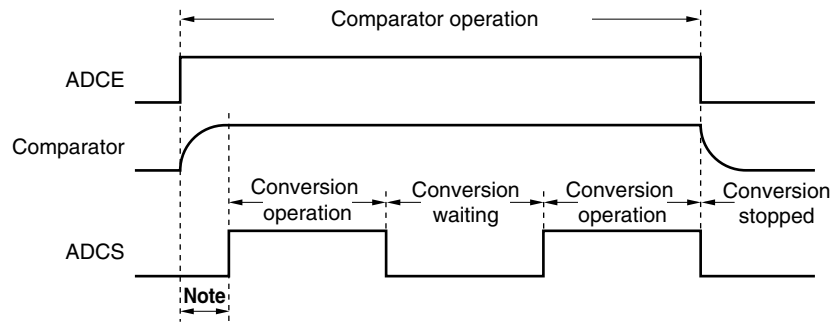 Comparator operation
ADCE
Comparator
Conversion operation
Conversion waiting
Conversion operation
Conversion stopped
ADCS
Note